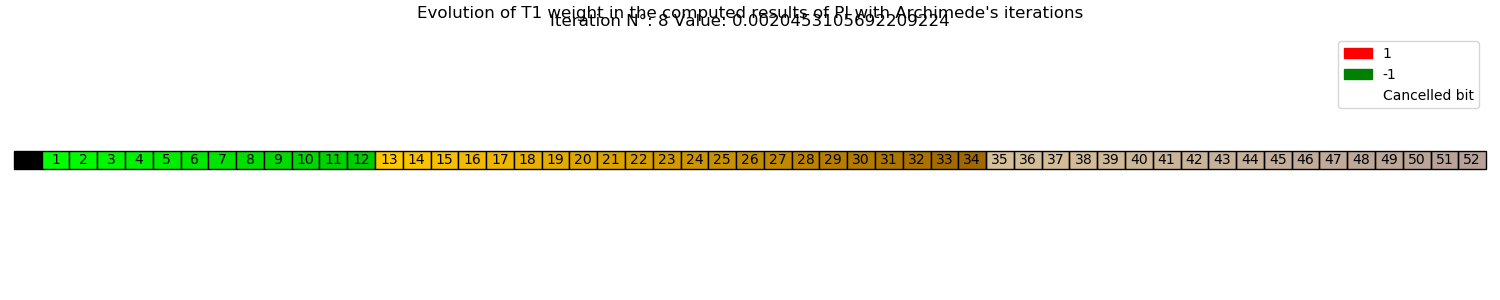 Evolution of T1 weight in the computed results of PI with Archimede's iterations
Iteration N°: 8 Value: 0.0020453105692209224
1
-1
Cancelled bit
1 2 3 4 5 6 7 8 9 10 11 12 13 14 15 16 17 18 19 20 21 22 23 24 25 26 27 28 29 30 31 32 33 34 35 36 37 38 39 40 41 42 43 44 45 46 47 48 49 50 51 52